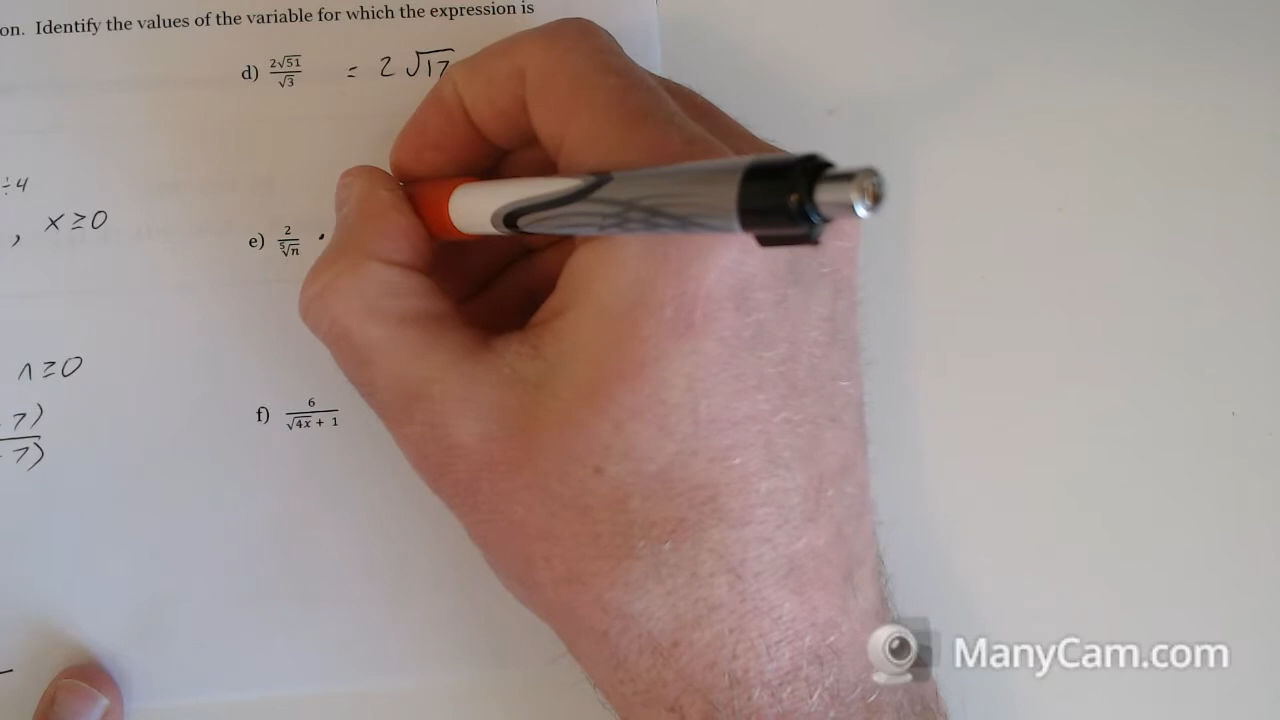 on. Identify the values of the variable for which the expression is
d) 2√51/√3 = 2 √17
÷4
, x ≥ 0
e) 2/⁵√n ·
n ≥ 0
7)
7)
f) 6/(√4x + 1)
ManyCam.com